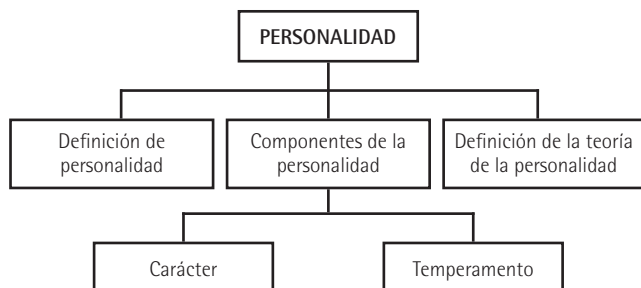 PERSONALIDAD
Definición de
personalidad
Componentes de la
personalidad
Definición de la teoría
de la personalidad
Carácter
Temperamento